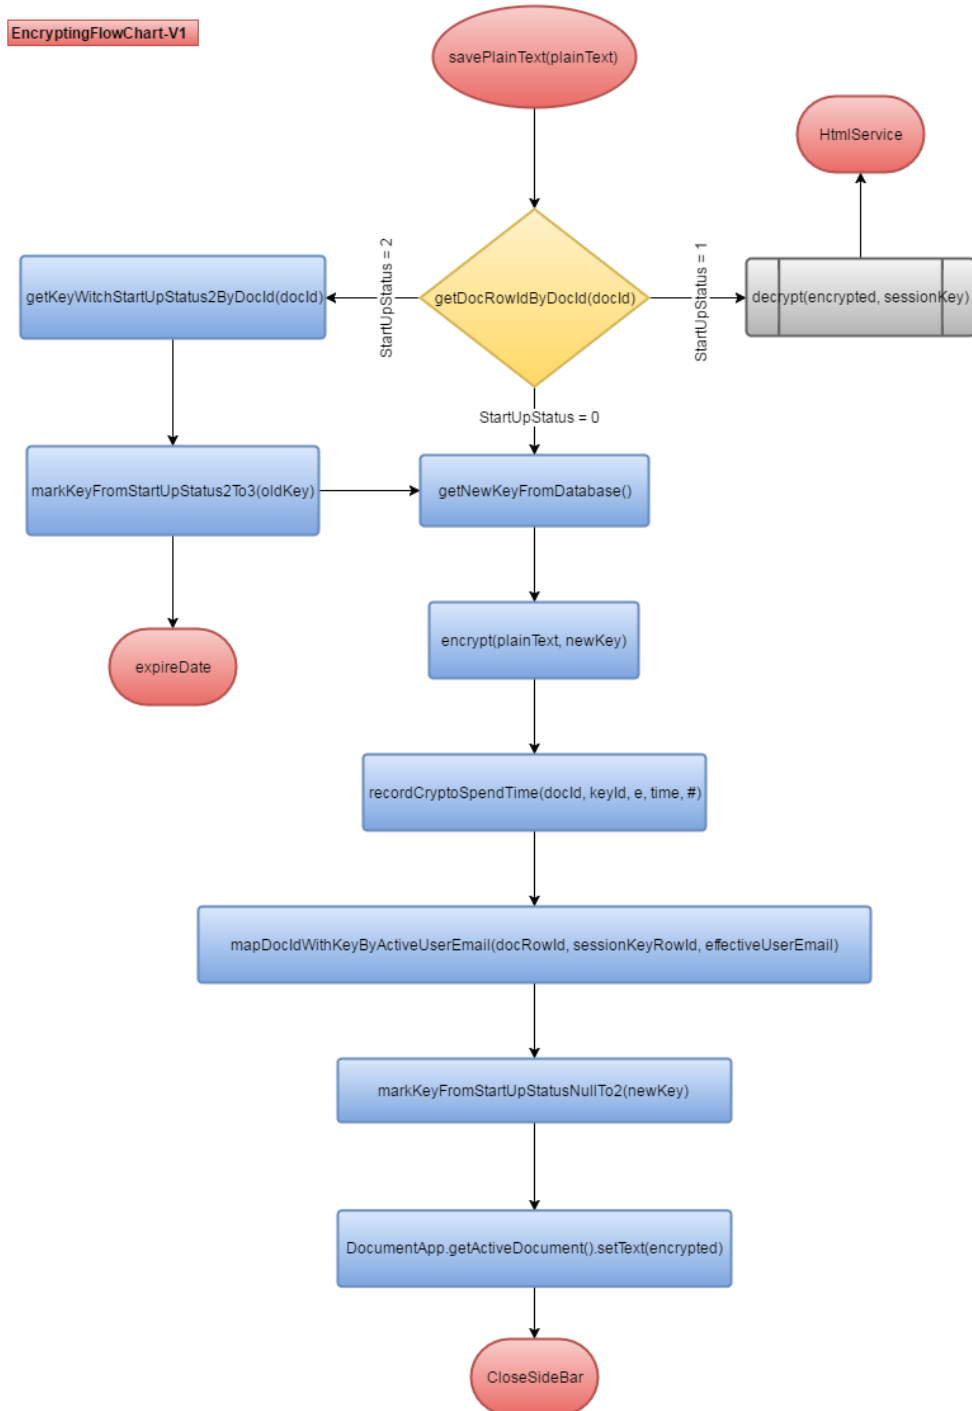 EncryptingFlowChart-V1
savePlainText(plainText)
HtmlService
StartUpStatus = 2
StartUpStatus = 1
getKeyWitchStartUpStatus2ByDocId(docId)
getDocRowIdByDocId(docId)
decrypt(encrypted, sessionKey)
StartUpStatus = 0
markKeyFromStartUpStatus2To3(oldKey)
getNewKeyFromDatabase()
encrypt(plainText, newKey)
expireDate
recordCryptoSpendTime(docId, keyId, e, time, #)
mapDocIdWithKeyByActiveUserEmail(docRowId, sessionKeyRowId, effectiveUserEmail)
markKeyFromStartUpStatusNullTo2(newKey)
DocumentApp.getActiveDocument().setText(encrypted)
CloseSideBar